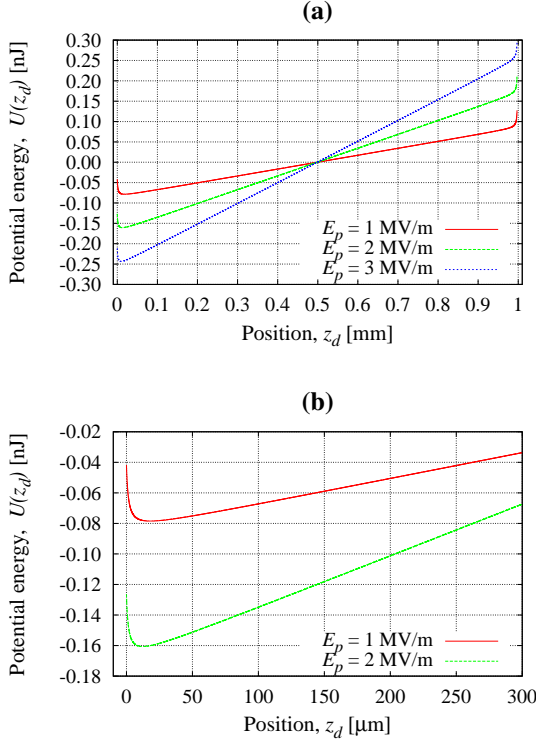 (a)
Potential energy, U(z_d) [nJ]
0.30
0.25
0.20
0.15
0.10
0.05
0.00
-0.05
-0.10
-0.15
-0.20
-0.25
-0.30
E_p = 1 MV/m
E_p = 2 MV/m
E_p = 3 MV/m
0 0.1 0.2 0.3 0.4 0.5 0.6 0.7 0.8 0.9 1
Position, z_d [mm]
(b)
Potential energy, U(z_d) [nJ]
-0.02
-0.04
-0.06
-0.08
-0.10
-0.12
-0.14
-0.16
-0.18
E_p = 1 MV/m
E_p = 2 MV/m
0 50 100 150 200 250 300
Position, z_d [μm]